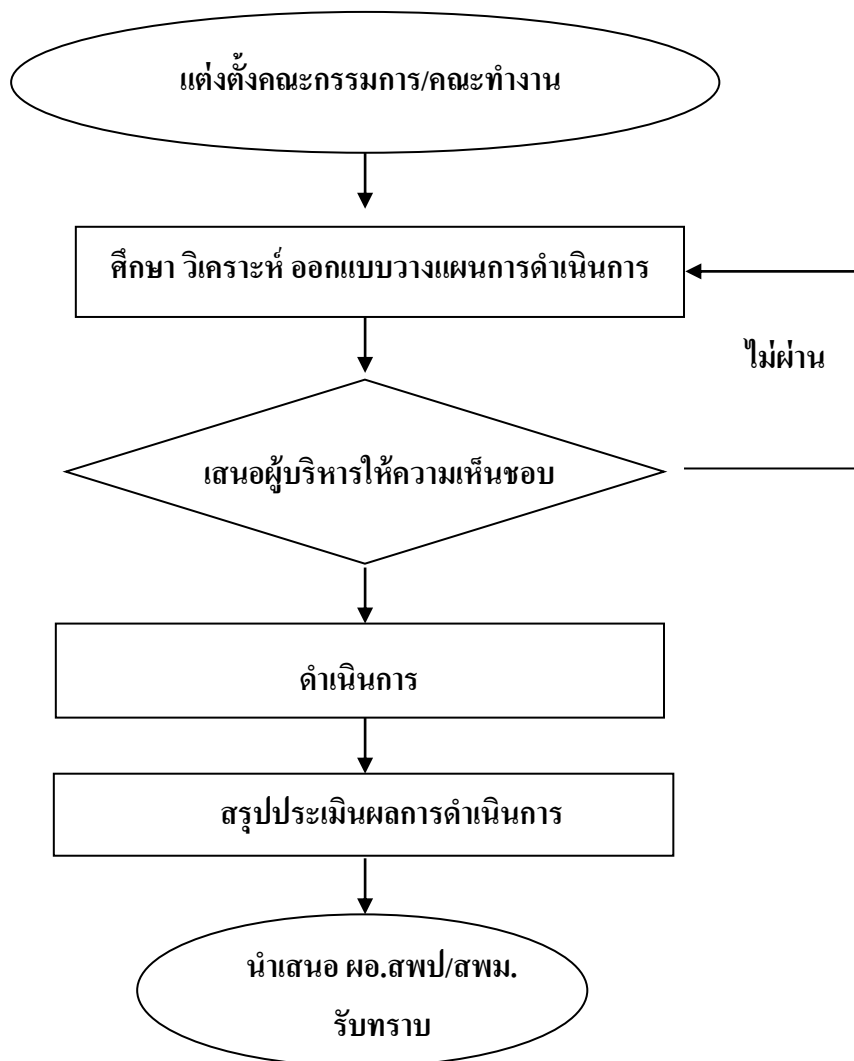 แต่งตั้งคณะกรรมการ/คณะทำงาน
ศึกษา วิเคราะห์ ออกแบบวางแผนการดำเนินการ
ไม่ผ่าน
เสนอผู้บริหารให้ความเห็นชอบ
ดำเนินการ
สรุปประเมินผลการดำเนินการ
นำเสนอ ผอ.สพป/สพม.
รับทราบ